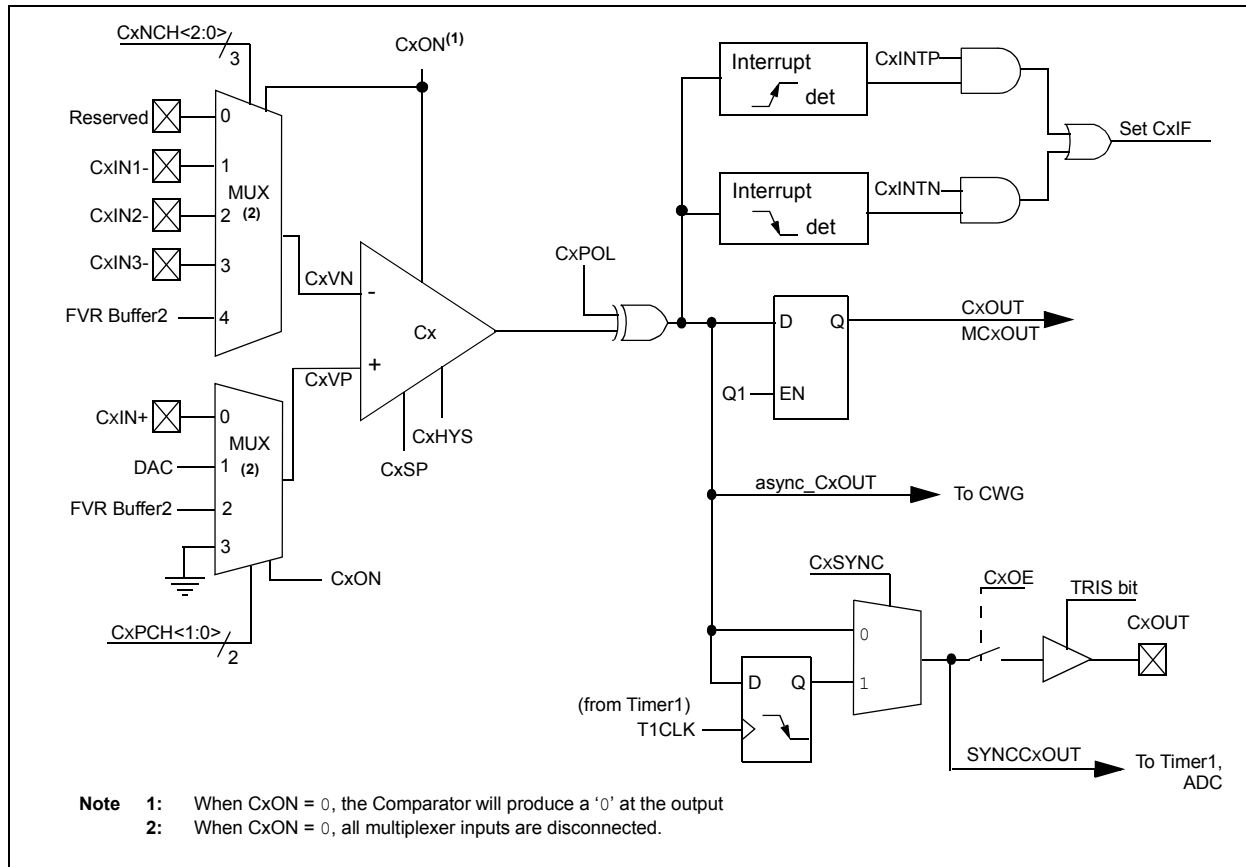 CxNCH<2:0>
3
CxON(1)
Reserved
0
CxIN1-
1
MUX
(2)
CxIN2-
2
CxIN3-
3
FVR Buffer2
4
CxVN
-
Cx
+
CxVP
CxHYS
CxSP
CxIN+
0
MUX
(2)
DAC
1
FVR Buffer2
2
3
CxON
CxPCH<1:0>
2
CxPOL
Interrupt
det
CxINTP
Interrupt
det
CxINTN
Set CxIF
D
Q
Q1
EN
CxOUT
MCxOUT
async_CxOUT
To CWG
CxSYNC
0
1
D
Q
(from Timer1)
T1CLK
CxOE
TRIS bit
CxOUT
SYNCCxOUT
To Timer1,
ADC
Note 1: When CxON = 0, the Comparator will produce a ‘0’ at the output
2: When CxON = 0, all multiplexer inputs are disconnected.